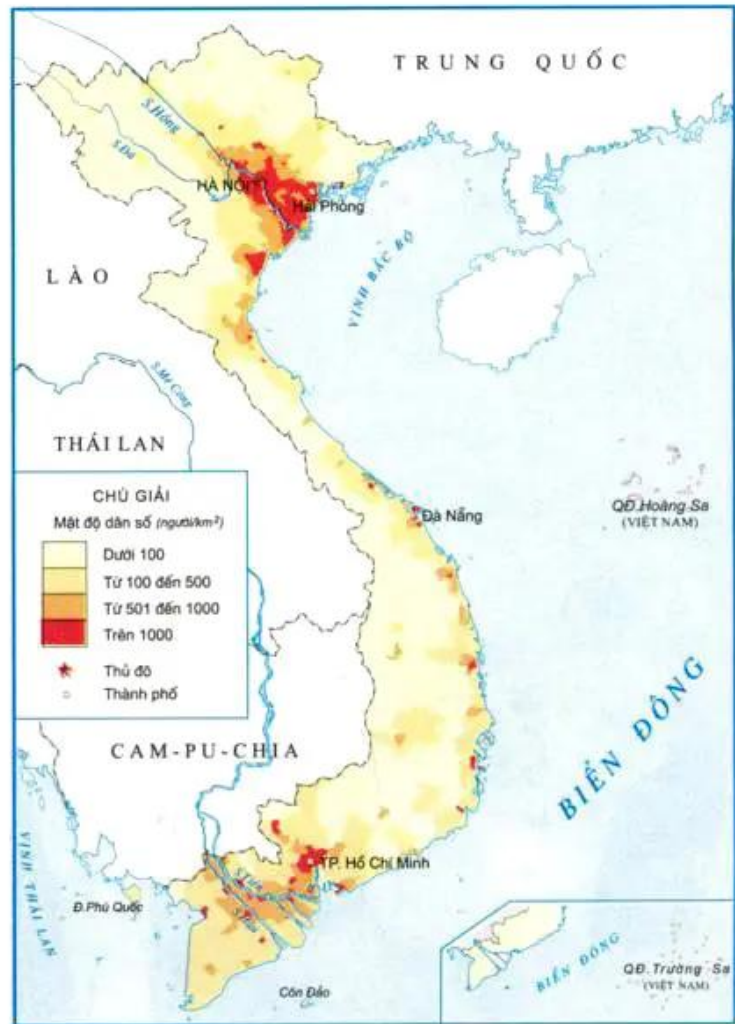 TRUNG QUỐC
S.Hồng
S.Đà
HÀ NỘI
Hải Phòng
LÀO
VỊNH BẮC BỘ
S.Mê Công
THÁI LAN
CHÚ GIẢI
Mật độ dân số (người/km²)
Dưới 100
Từ 100 đến 500
Từ 501 đến 1000
Trên 1000
Thủ đô
Thành phố
Đà Nẵng
QĐ.Hoàng Sa
(VIỆT NAM)
BIỂN ĐÔNG
CAM-PU-CHIA
TP. Hồ Chí Minh
S.Tiền
VỊNH THÁI LAN
Đ.Phú Quốc
Côn Đảo
BIỂN ĐÔNG
QĐ.Trường Sa
(VIỆT NAM)